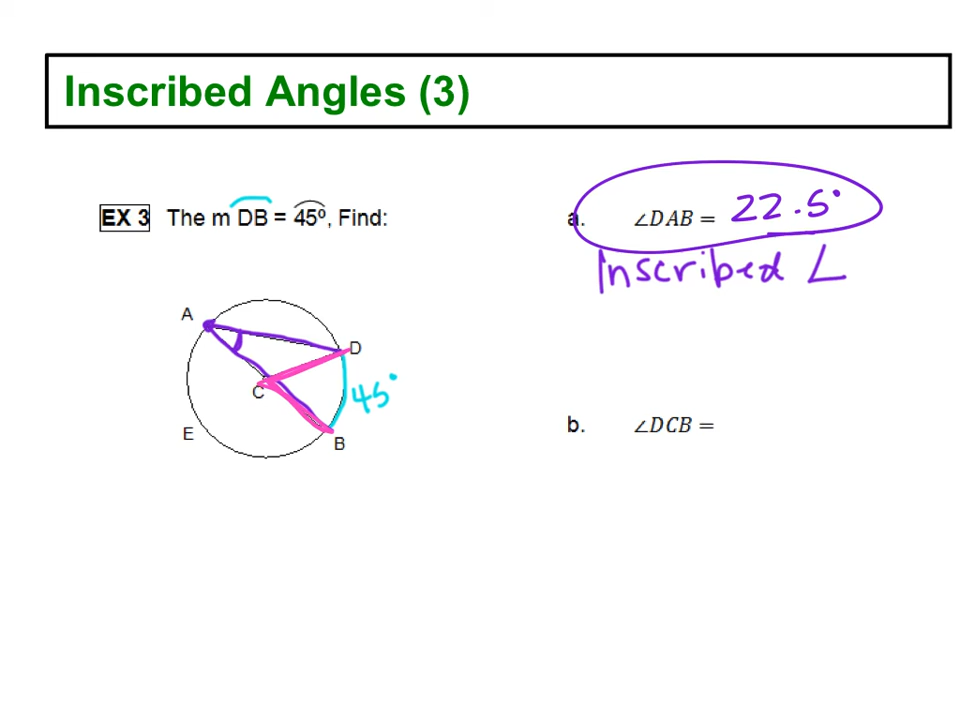 Inscribed Angles (3)
EX 3 The m DB = 45º, Find:
a. ∠DAB = 22.5°
Inscribed ∠
A
D
C
45°
E
B
b. ∠DCB =